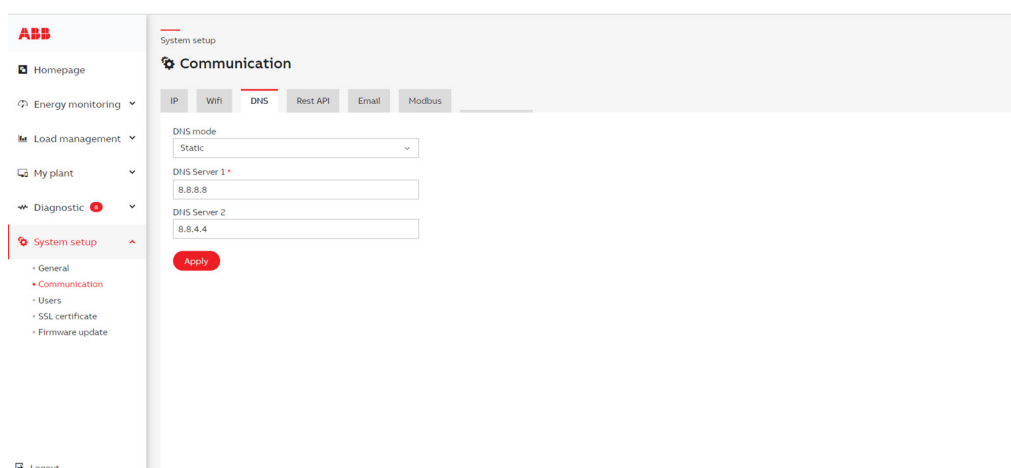 ABB
Homepage
Energy monitoring
Load management
My plant
Diagnostic 8
System setup
General
Communication
Users
SSL certificate
Firmware update
Logout
System setup
Communication
IP Wifi DNS Rest API Email Modbus
DNS mode
Static
DNS Server 1 *
8.8.8.8
DNS Server 2
8.8.4.4
Apply